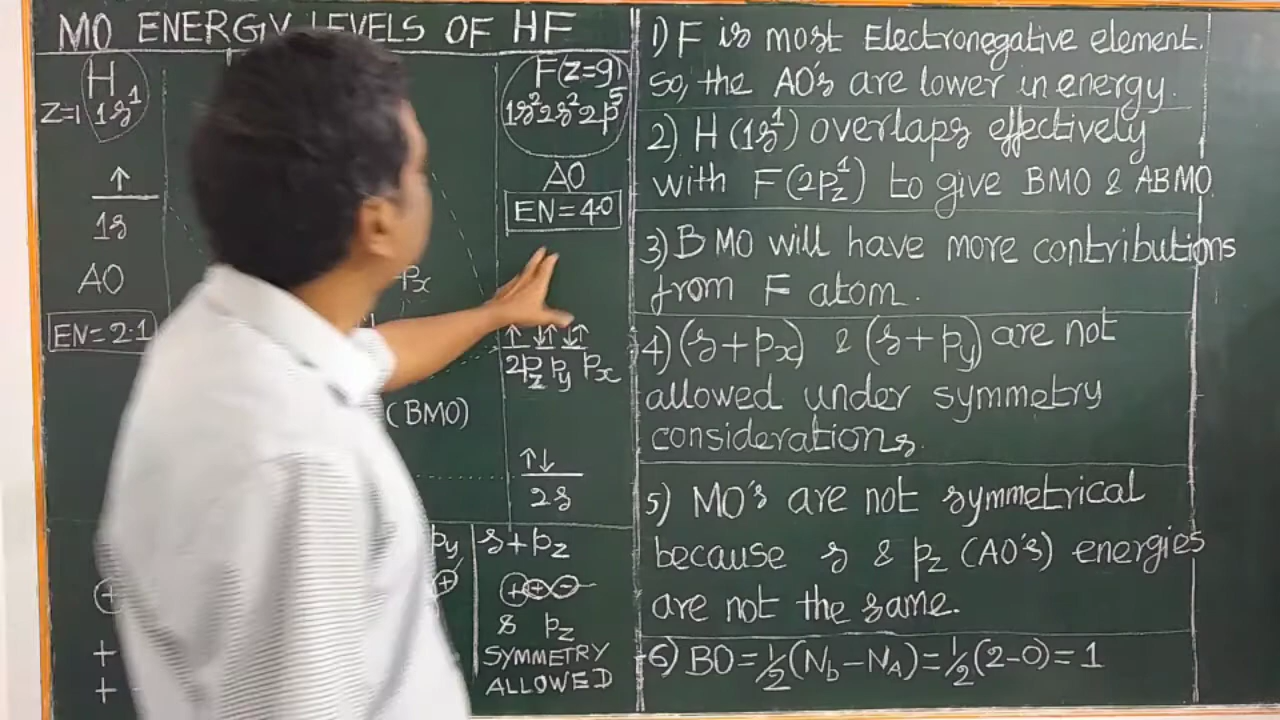 MO ENERGY LEVELS OF HF
H
Z=1 1s¹
↑
1s
AO
EN=2.1
Px
(BMO)
F(Z=9)
1s²2s²2p⁵
AO
EN=4.0
↑ ↓↑ ↓↑
2Pz Py Px
↑↓
2s
Py
+
s+Pz
+ + -
s Pz
SYMMETRY
ALLOWED
+
+
+
1) F is most Electronegative element.
So, the AO's are lower in energy.
2) H (1s¹) overlaps effectively
with F(2Pz¹) to give BMO & ABMO.
3) BMO will have more contributions
from F atom.
4) (s+Px) & (s+Py) are not
allowed under symmetry
considerations.
5) MO's are not symmetrical
because s & Pz (AO's) energies
are not the same.
6) BO=½(Nb-NA)=½(2-0)=1